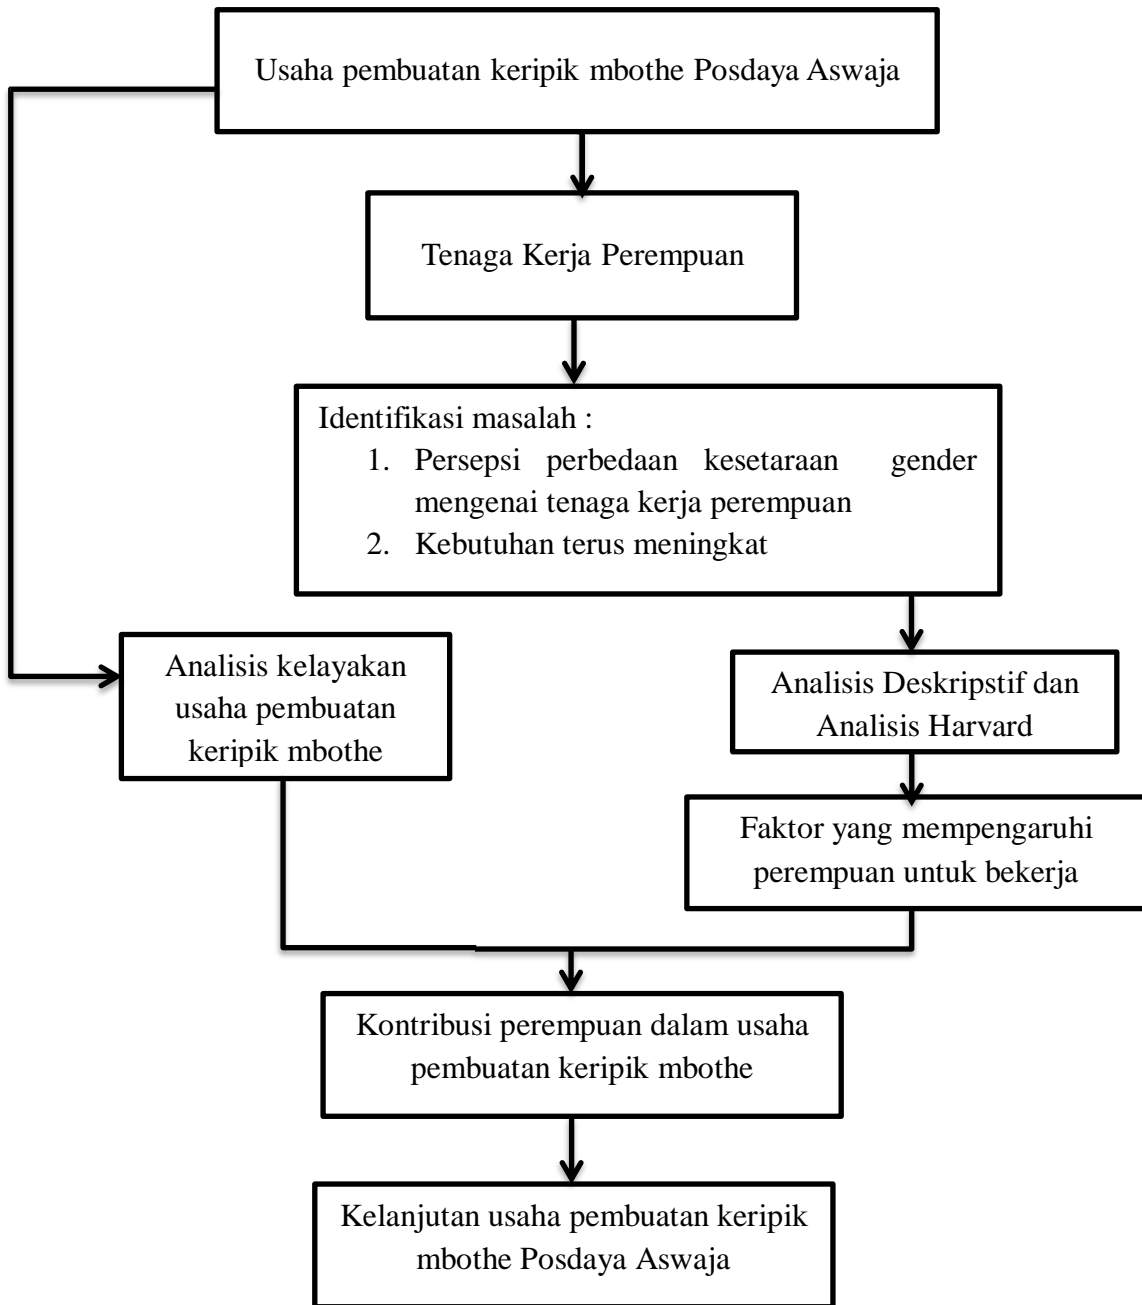 Usaha pembuatan keripik mbothe Posdaya Aswaja
Tenaga Kerja Perempuan
Identifikasi masalah :
1. Persepsi perbedaan kesetaraan gender
mengenai tenaga kerja perempuan
2. Kebutuhan terus meningkat
Analisis kelayakan
usaha pembuatan
keripik mbothe
Analisis Deskripstif dan
Analisis Harvard
Faktor yang mempengaruhi
perempuan untuk bekerja
Kontribusi perempuan dalam usaha
pembuatan keripik mbothe
Kelanjutan usaha pembuatan keripik
mbothe Posdaya Aswaja